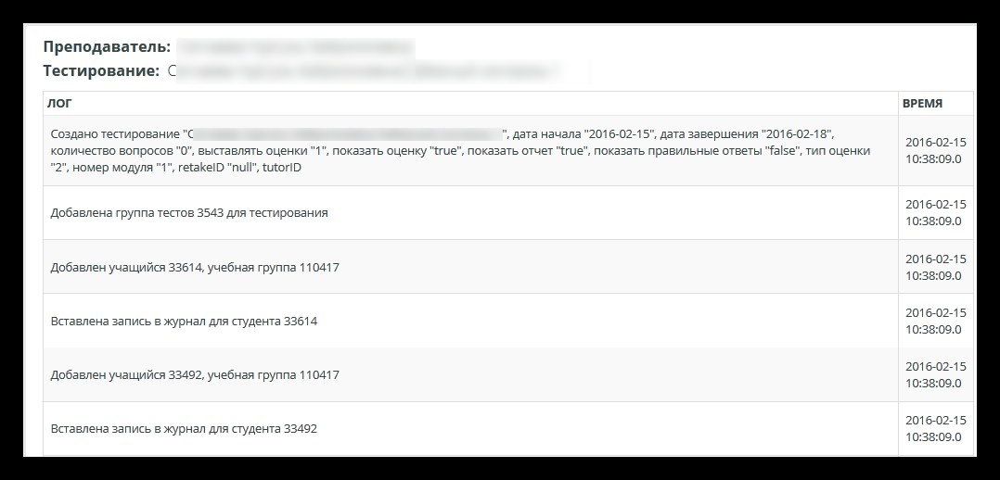 Преподаватель:
Тестирование: С
ЛОГ ВРЕМЯ
Создано тестирование "С ", дата начала "2016-02-15", дата завершения "2016-02-18",
количество вопросов "0", выставлять оценки "1", показать оценку "true", показать отчет "true", показать правильные ответы "false", тип оценки
"2", номер модуля "1", retakeID "null", tutorID
2016-02-15
10:38:09.0
Добавлена группа тестов 3543 для тестирования
2016-02-15
10:38:09.0
Добавлен учащийся 33614, учебная группа 110417
2016-02-15
10:38:09.0
Вставлена запись в журнал для студента 33614
2016-02-15
10:38:09.0
Добавлен учащийся 33492, учебная группа 110417
2016-02-15
10:38:09.0
Вставлена запись в журнал для студента 33492
2016-02-15
10:38:09.0